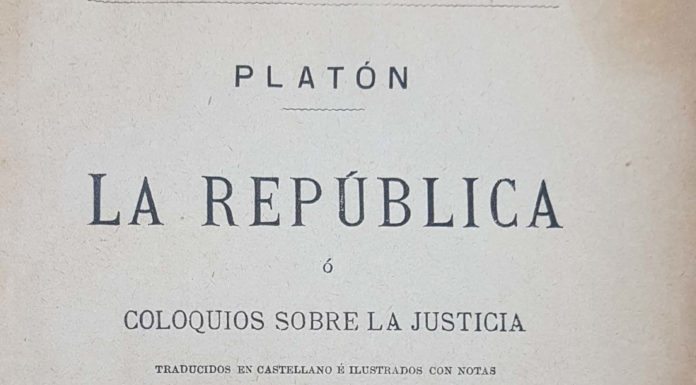 PLATÓN
LA REPÚBLICA
ó
COLOQUIOS SOBRE LA JUSTICIA
TRADUCIDOS EN CASTELLANO É ILUSTRADOS CON NOTAS